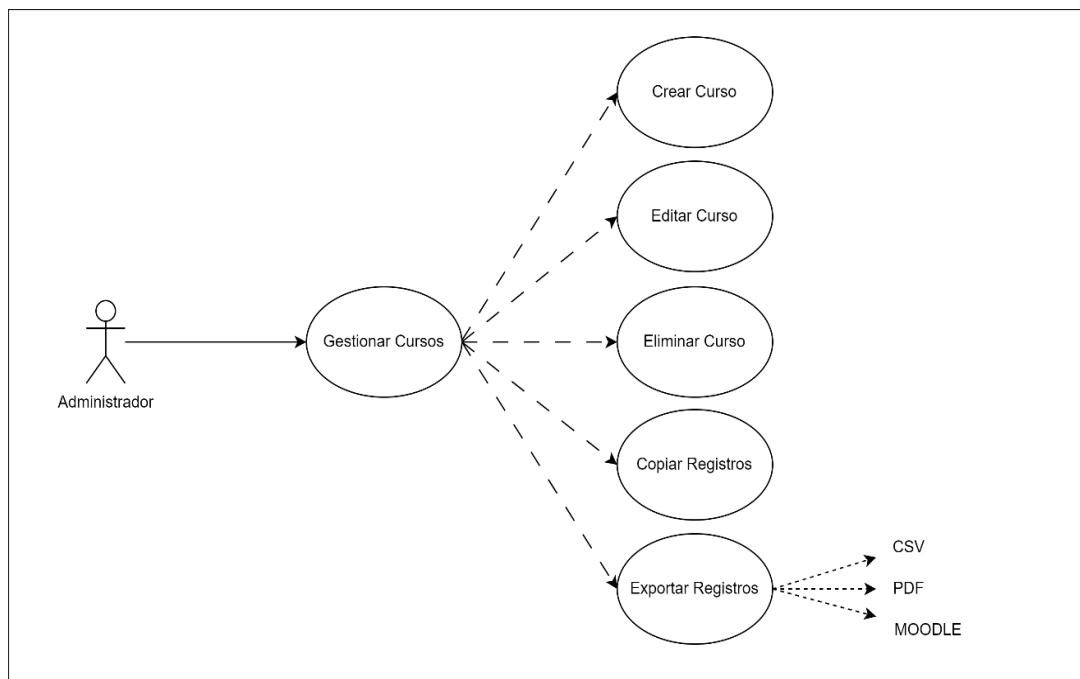 Crear Curso
Editar Curso
Gestionar Cursos
Eliminar Curso
Administrador
Copiar Registros
Exportar Registros
CSV
PDF
MOODLE